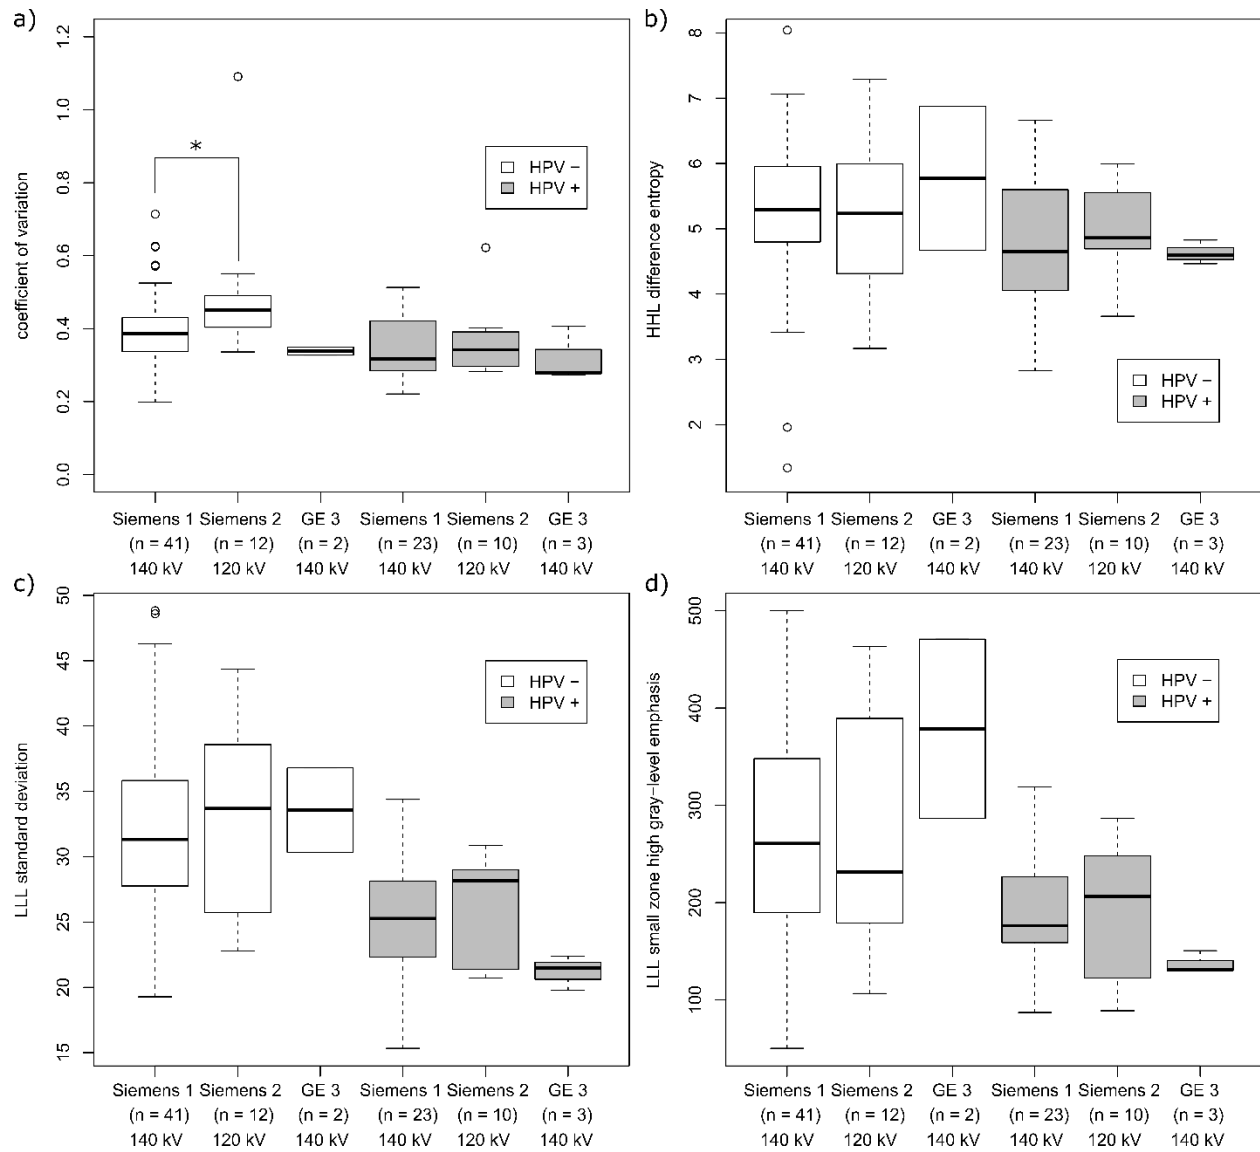 a)
coefficient of variation
1.2
1.0
0.8
0.6
0.4
0.2
0.0
*
HPV −
HPV +
Siemens 1 Siemens 2 GE 3 Siemens 1 Siemens 2 GE 3
(n = 41) (n = 12) (n = 2) (n = 23) (n = 10) (n = 3)
140 kV 120 kV 140 kV 140 kV 120 kV 140 kV
b)
HHL difference entropy
8
7
6
5
4
3
2
HPV −
HPV +
Siemens 1 Siemens 2 GE 3 Siemens 1 Siemens 2 GE 3
(n = 41) (n = 12) (n = 2) (n = 23) (n = 10) (n = 3)
140 kV 120 kV 140 kV 140 kV 120 kV 140 kV
c)
LLL standard deviation
50
45
40
35
30
25
20
15
HPV −
HPV +
Siemens 1 Siemens 2 GE 3 Siemens 1 Siemens 2 GE 3
(n = 41) (n = 12) (n = 2) (n = 23) (n = 10) (n = 3)
140 kV 120 kV 140 kV 140 kV 120 kV 140 kV
d)
LLL small zone high gray−level emphasis
500
400
300
200
100
HPV −
HPV +
Siemens 1 Siemens 2 GE 3 Siemens 1 Siemens 2 GE 3
(n = 41) (n = 12) (n = 2) (n = 23) (n = 10) (n = 3)
140 kV 120 kV 140 kV 140 kV 120 kV 140 kV